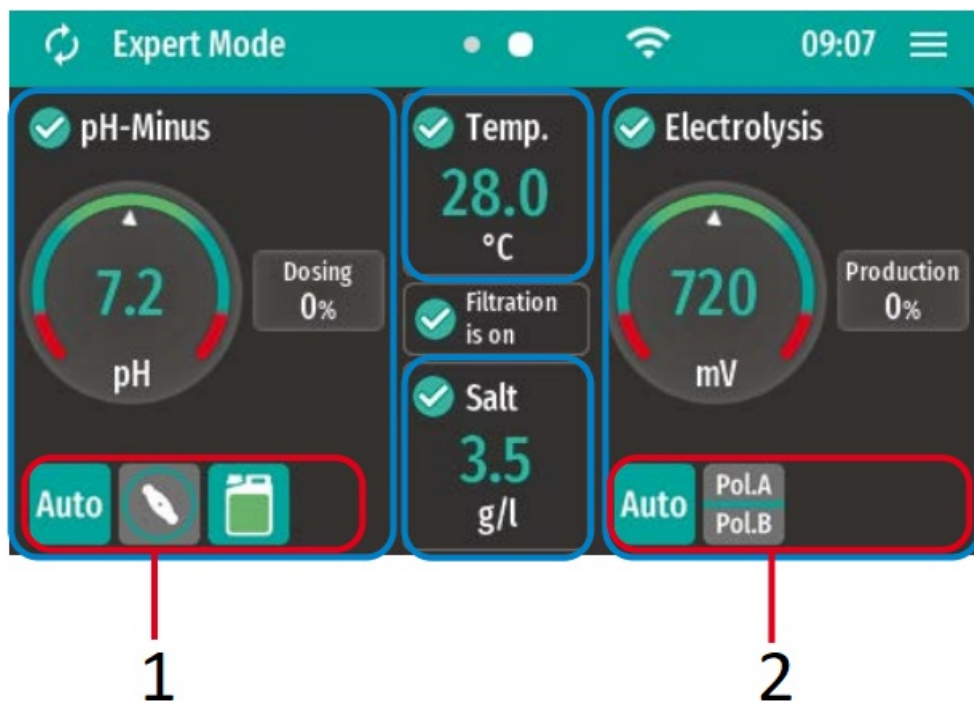 Expert Mode
09:07
pH-Minus
7.2
pH
Dosing
0%
Auto
Temp.
28.0
°C
Filtration
is on
Salt
3.5
g/l
Electrolysis
720
mV
Production
0%
Auto
Pol.A
Pol.B
1
2